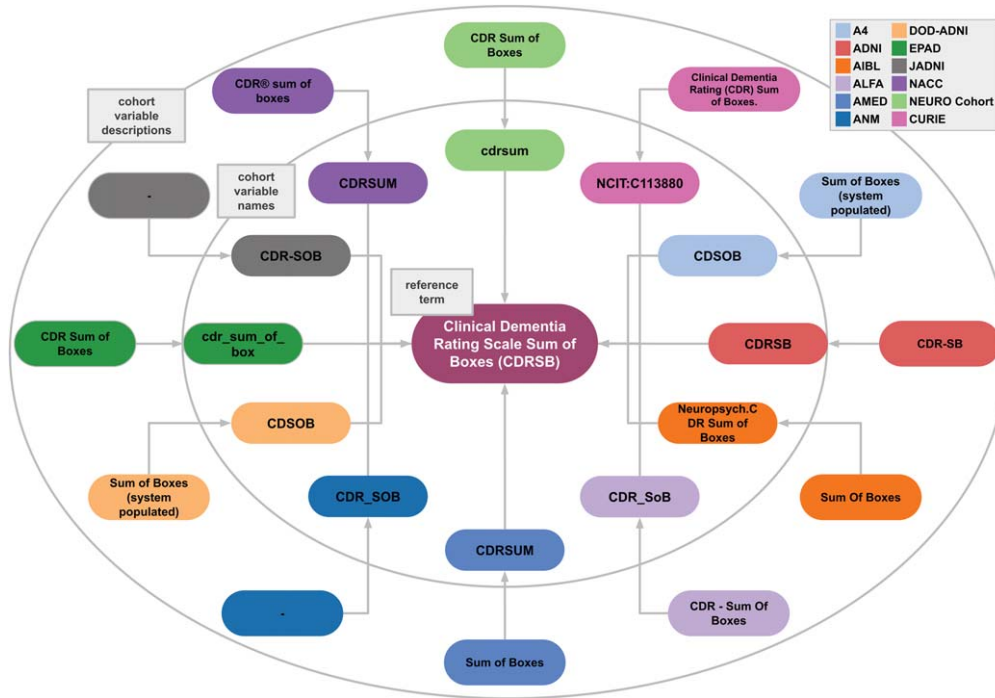 CDR Sum of
Boxes
A4
ADNI
AIBL
ALFA
AMED
ANM
DOD-ADNI
EPAD
JADNI
NACC
NEURO Cohort
CURIE
CDR® sum of
boxes
Clinical Dementia
Rating (CDR) Sum
of Boxes.
cohort
variable
descriptions
cdrsum
cohort
variable
names
CDRSUM
NCIT:C113880
Sum of Boxes
(system
populated)
-
CDR-SOB
CDSOB
reference
term
CDR Sum of
Boxes
cdr_sum_of_
box
Clinical Dementia
Rating Scale Sum of
Boxes (CDRSB)
CDRSB
CDR-SB
CDSOB
Neuropsych.C
DR Sum of
Boxes
Sum of Boxes
(system
populated)
CDR_SOB
CDR_SoB
Sum Of Boxes
CDRSUM
-
CDR - Sum Of
Boxes
Sum of Boxes